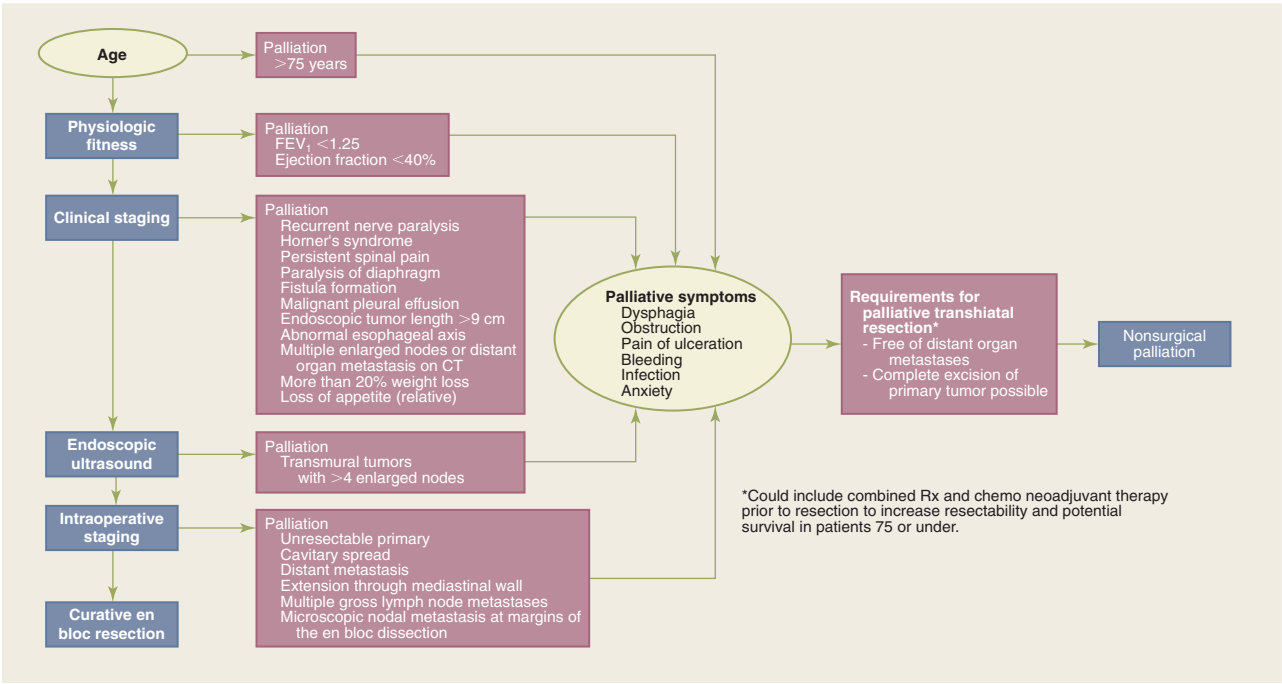 Age
Palliation
>75 years
Physiologic
fitness
Palliation
FEV₁ <1.25
Ejection fraction <40%
Clinical staging
Palliation
Recurrent nerve paralysis
Horner's syndrome
Persistent spinal pain
Paralysis of diaphragm
Fistula formation
Malignant pleural effusion
Endoscopic tumor length >9 cm
Abnormal esophageal axis
Multiple enlarged nodes or distant
organ metastasis on CT
More than 20% weight loss
Loss of appetite (relative)
Endoscopic
ultrasound
Palliation
Transmural tumors
with >4 enlarged nodes
Intraoperative
staging
Palliation
Unresectable primary
Cavitary spread
Distant metastasis
Extension through mediastinal wall
Multiple gross lymph node metastases
Microscopic nodal metastasis at margins of
the en bloc dissection
Curative en
bloc resection
Palliative symptoms
Dysphagia
Obstruction
Pain of ulceration
Bleeding
Infection
Anxiety
Requirements for
palliative transhiatal
resection*
- Free of distant organ
metastases
- Complete excision of
primary tumor possible
Nonsurgical
palliation
*Could include combined Rx and chemo neoadjuvant therapy
prior to resection to increase resectability and potential
survival in patients 75 or under.